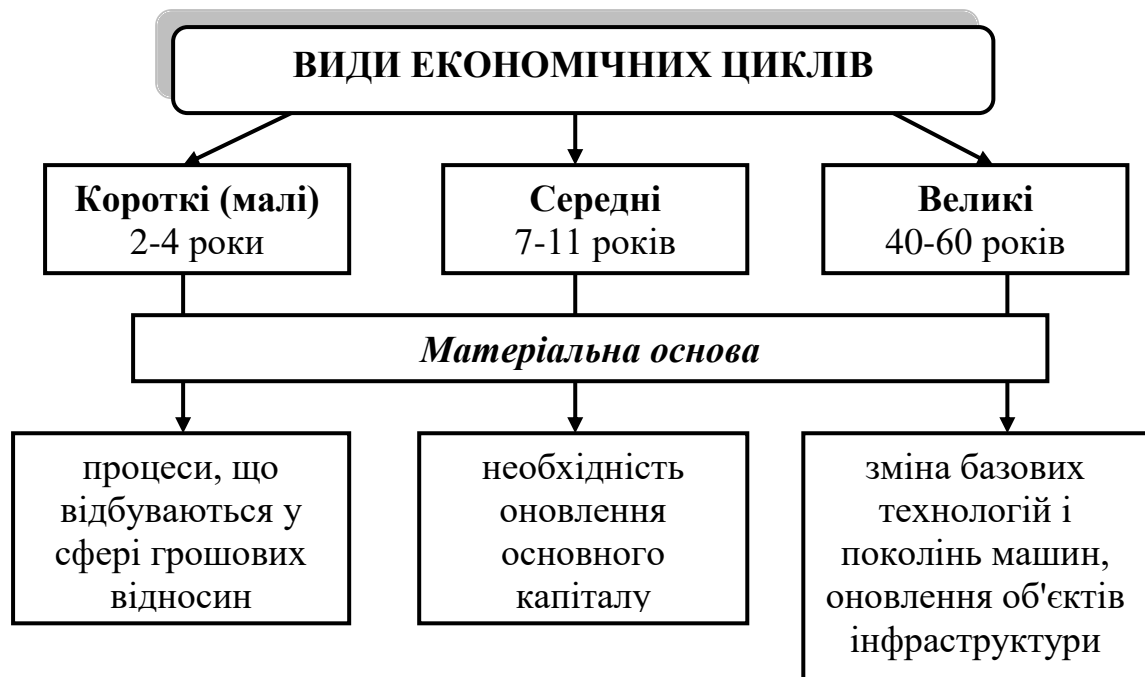 ВИДИ ЕКОНОМІЧНИХ ЦИКЛІВ
Короткі (малі)
2-4 роки
Середні
7-11 років
Великі
40-60 років
Матеріальна основа
процеси, що
відбуваються у
сфері грошових
відносин
необхідність
оновлення
основного
капіталу
зміна базових
технологій і
поколінь машин,
оновлення об'єктів
інфраструктури